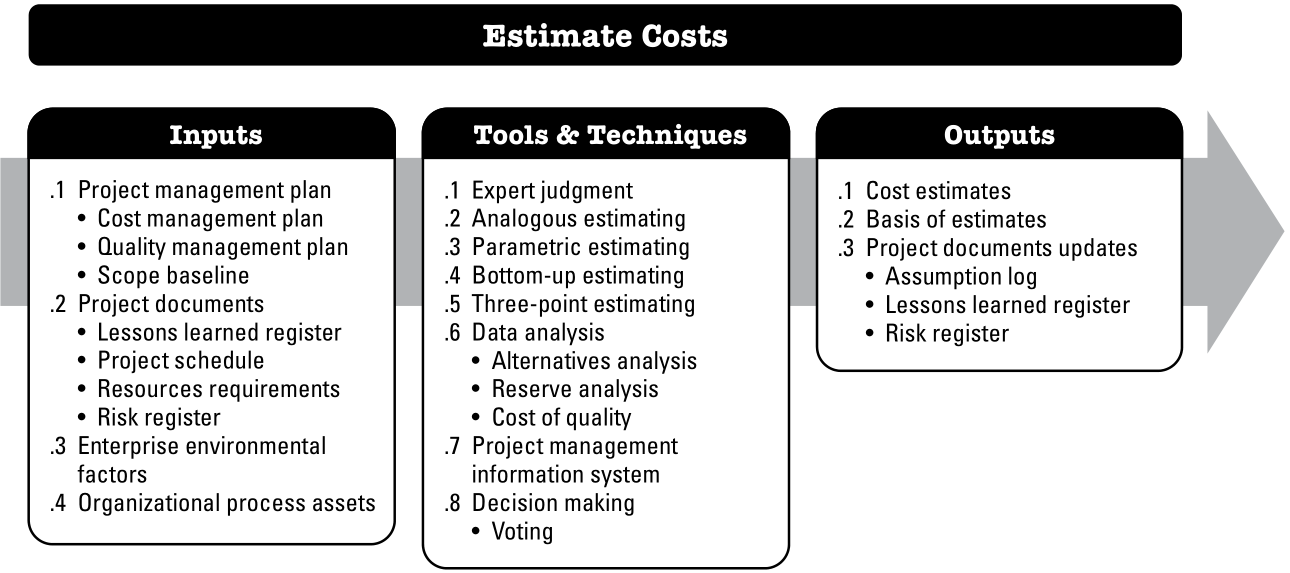 Estimate Costs
Inputs
.1 Project management plan
• Cost management plan
• Quality management plan
• Scope baseline
.2 Project documents
• Lessons learned register
• Project schedule
• Resources requirements
• Risk register
.3 Enterprise environmental
factors
.4 Organizational process assets
Tools & Techniques
.1 Expert judgment
.2 Analogous estimating
.3 Parametric estimating
.4 Bottom-up estimating
.5 Three-point estimating
.6 Data analysis
• Alternatives analysis
• Reserve analysis
• Cost of quality
.7 Project management
information system
.8 Decision making
• Voting
Outputs
.1 Cost estimates
.2 Basis of estimates
.3 Project documents updates
• Assumption log
• Lessons learned register
• Risk register